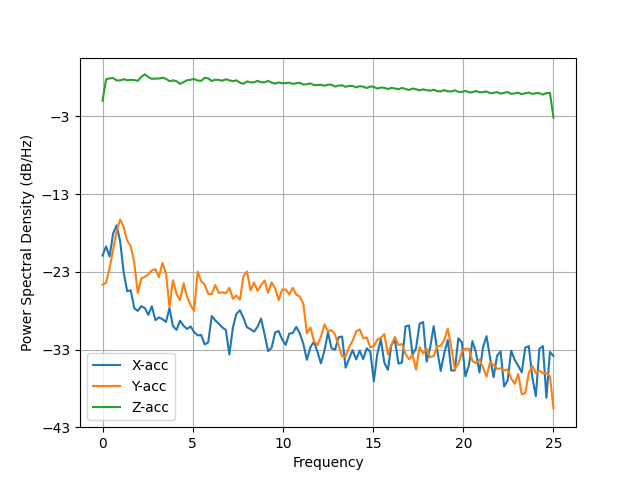 −3
−13
−23
−33
−43
Power Spectral Density (dB/Hz)
X-acc
Y-acc
Z-acc
0 5 10 15 20 25
Frequency